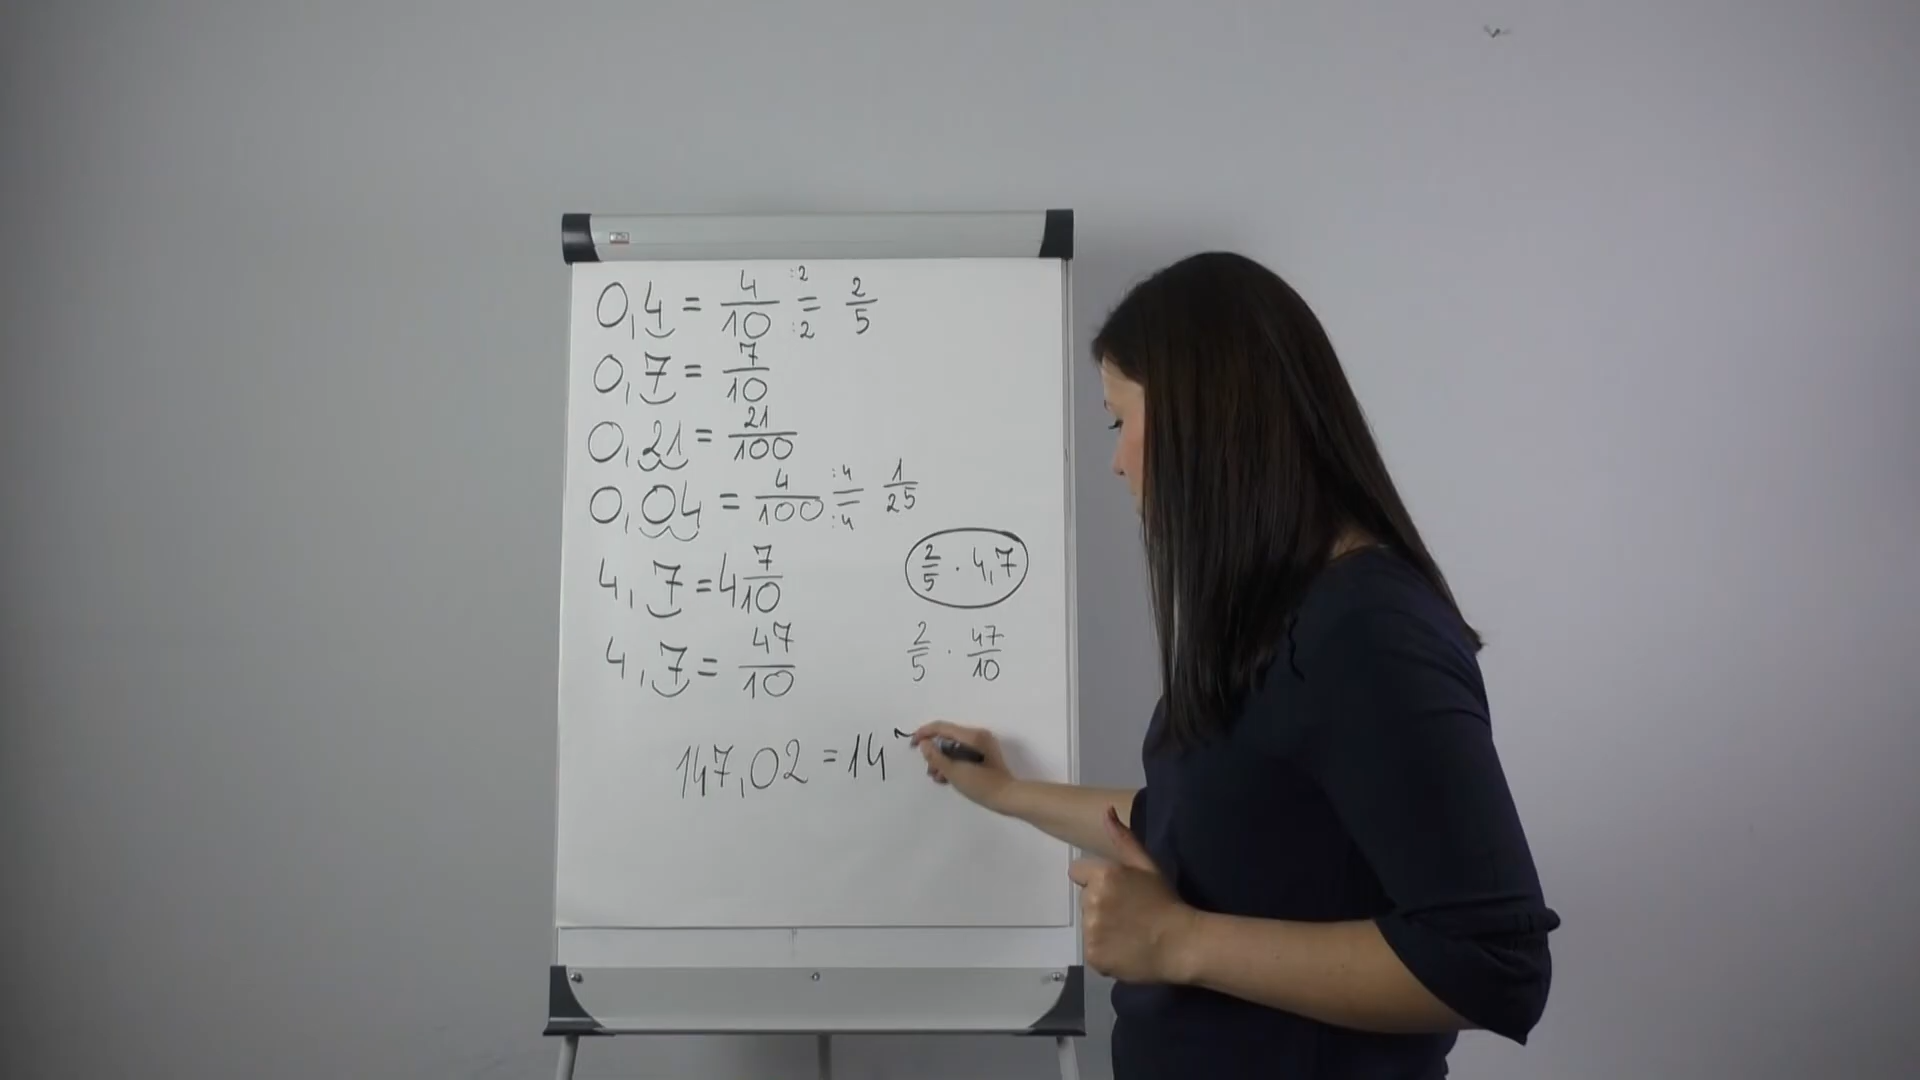 0,4 = 4/10 :2 = :2 2/5
0,7 = 7/10
0,21 = 21/100
0,04 = 4/100 :4 = :4 1/25
4,7 = 4 7/10
2/5 · 4,7
4,7 = 47/10
2/5 · 47/10
147,02 = 14